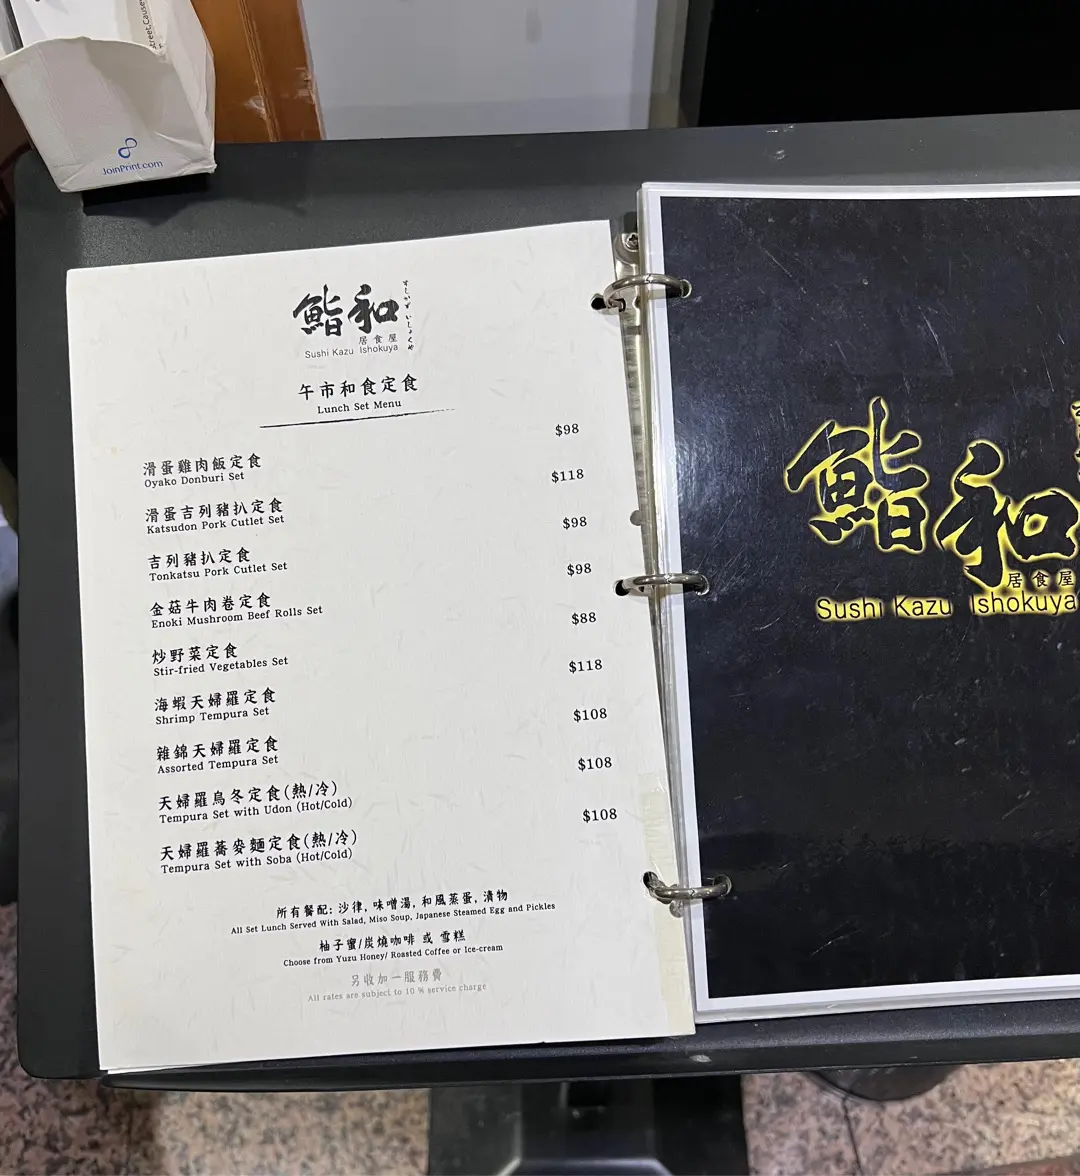 Street, Cause
JoinPrint.com
鮨和
すしかず いしょくや
居食屋
Sushi Kazu Ishokuya
午市和食定食
Lunch Set Menu
滑蛋雞肉飯定食 $98
Oyako Donburi Set
滑蛋吉列豬扒定食 $118
Katsudon Pork Cutlet Set
吉列豬扒定食 $98
Tonkatsu Pork Cutlet Set
金菇牛肉卷定食 $98
Enoki Mushroom Beef Rolls Set
炒野菜定食 $88
Stir-fried Vegetables Set
海蝦天婦羅定食 $118
Shrimp Tempura Set
雜錦天婦羅定食 $108
Assorted Tempura Set
天婦羅烏冬定食(熱/冷) $108
Tempura Set with Udon (Hot/Cold)
天婦羅蕎麥麵定食(熱/冷) $108
Tempura Set with Soba (Hot/Cold)
所有餐配: 沙律, 味噌湯, 和風蒸蛋, 漬物
All Set Lunch Served With Salad, Miso Soup, Japanese Steamed Egg and Pickles
柚子蜜/炭燒咖啡 或 雪糕
Choose from Yuzu Honey/ Roasted Coffee or Ice-cream
另收加一服務費
All rates are subject to 10 % service charge
鮨和
居食屋
Sushi Kazu Ishokuya